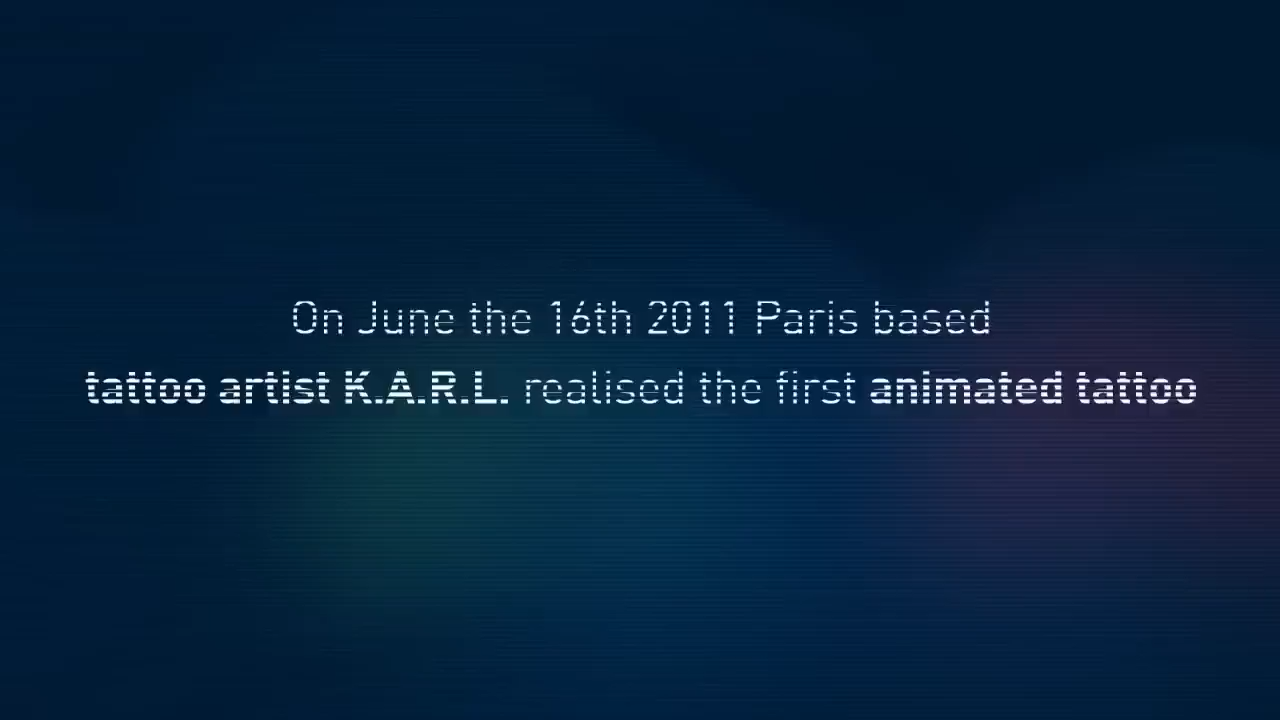 On June the 16th 2011 Paris based
tattoo artist K.A.R.L. realised the first animated tattoo